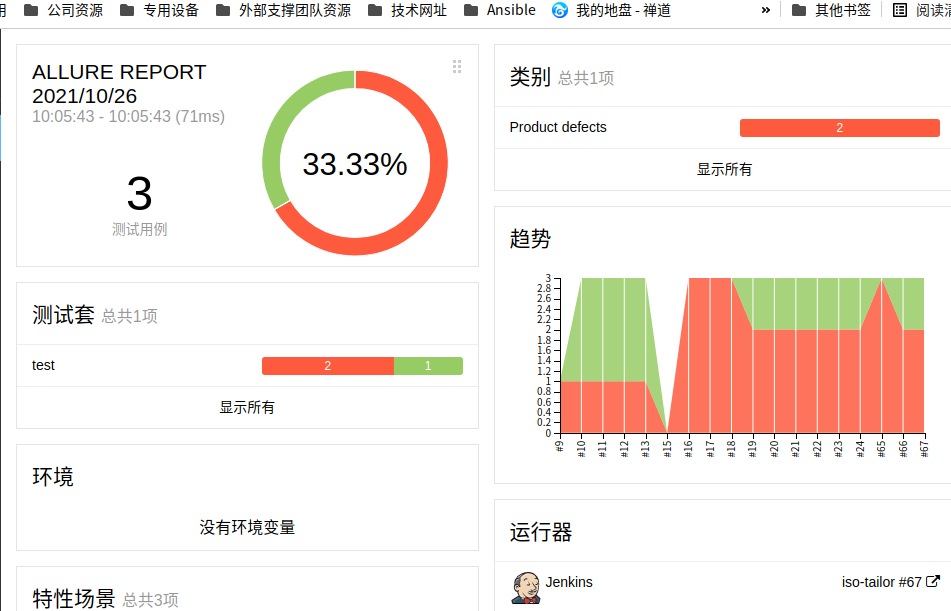 用 公司资源 专用设备 外部支撑团队资源 技术网址 Ansible 我的地盘 - 禅道 » 其他书签 阅读清
ALLURE REPORT
2021/10/26
10:05:43 - 10:05:43 (71ms)
3
测试用例
33.33%
测试套 总共1项
test 2 1
显示所有
环境
没有环境变量
特性场景 总共3项
类别 总共1项
Product defects 2
显示所有
趋势
3
2.8
2.6
2.4
2.2
2
1.8
1.6
1.4
1.2
1
0.8
0.6
0.4
0.2
0
#9 #10 #11 #12 #13 #15 #16 #17 #18 #19 #20 #21 #22 #23 #24 #65 #66 #67
运行器
Jenkins iso-tailor #67